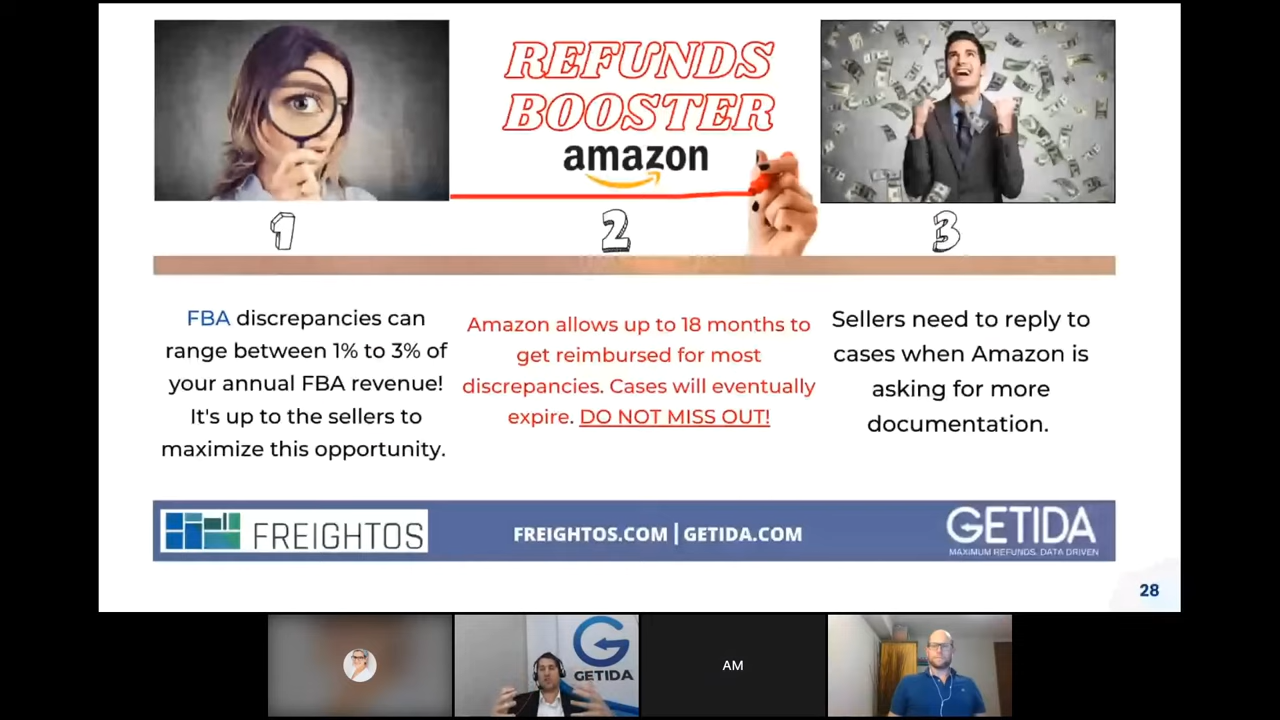 REFUNDS
BOOSTER
amazon
1
2
3
FBA discrepancies can
range between 1% to 3% of
your annual FBA revenue!
It's up to the sellers to
maximize this opportunity.
Amazon allows up to 18 months to
get reimbursed for most
discrepancies. Cases will eventually
expire. DO NOT MISS OUT!
Sellers need to reply to
cases when Amazon is
asking for more
documentation.
FREIGHTOS
FREIGHTOS.COM | GETIDA.COM
GETIDA
MAXIMUM REFUNDS. DATA DRIVEN
28
GETIDA
AM